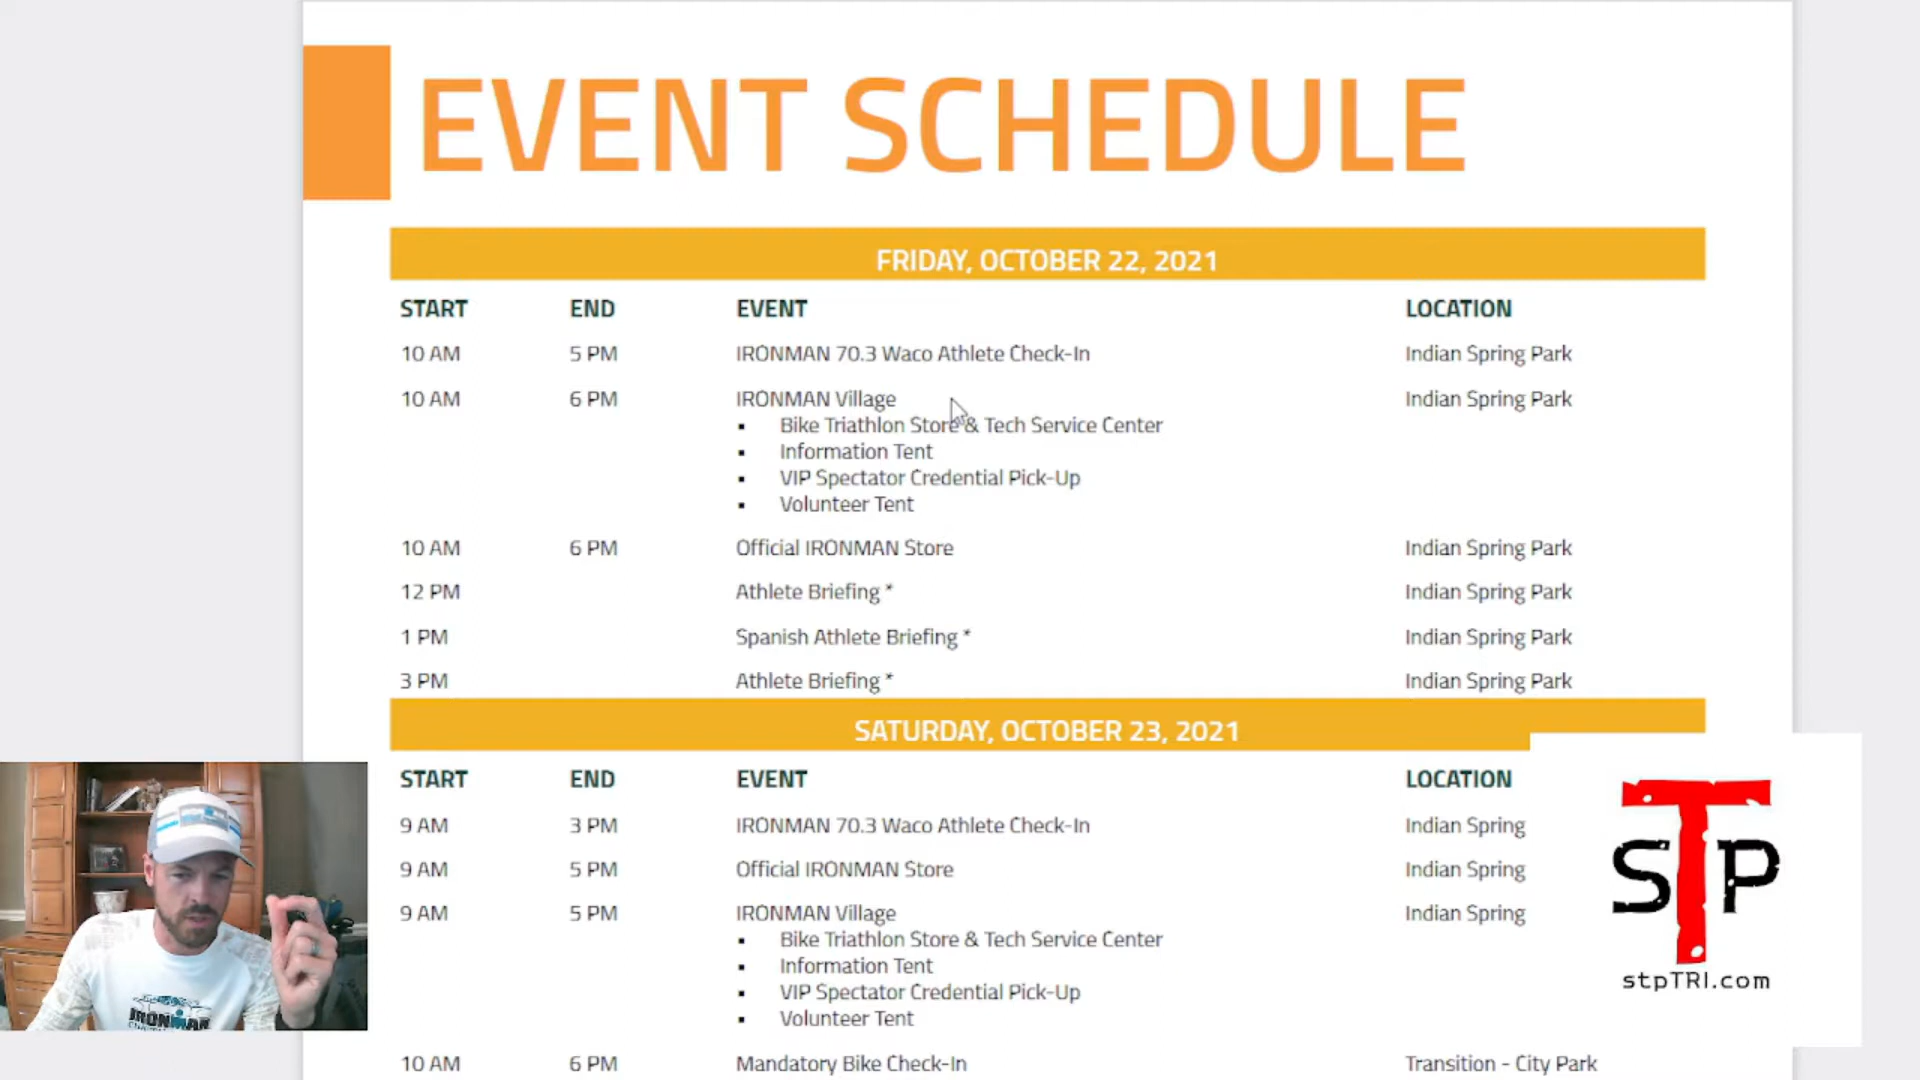 EVENT SCHEDULE
FRIDAY, OCTOBER 22, 2021
START END EVENT LOCATION
10 AM 5 PM IRONMAN 70.3 Waco Athlete Check-In Indian Spring Park
10 AM 6 PM IRONMAN Village Indian Spring Park
▪ Bike Triathlon Store & Tech Service Center
▪ Information Tent
▪ VIP Spectator Credential Pick-Up
▪ Volunteer Tent
10 AM 6 PM Official IRONMAN Store Indian Spring Park
12 PM Athlete Briefing * Indian Spring Park
1 PM Spanish Athlete Briefing * Indian Spring Park
3 PM Athlete Briefing * Indian Spring Park
SATURDAY, OCTOBER 23, 2021
START END EVENT LOCATION
9 AM 3 PM IRONMAN 70.3 Waco Athlete Check-In Indian Spring
9 AM 5 PM Official IRONMAN Store Indian Spring
9 AM 5 PM IRONMAN Village Indian Spring
▪ Bike Triathlon Store & Tech Service Center
▪ Information Tent
▪ VIP Spectator Credential Pick-Up
▪ Volunteer Tent
10 AM 6 PM Mandatory Bike Check-In Transition - City Park
STP
stpTRI.com
IRONMAN